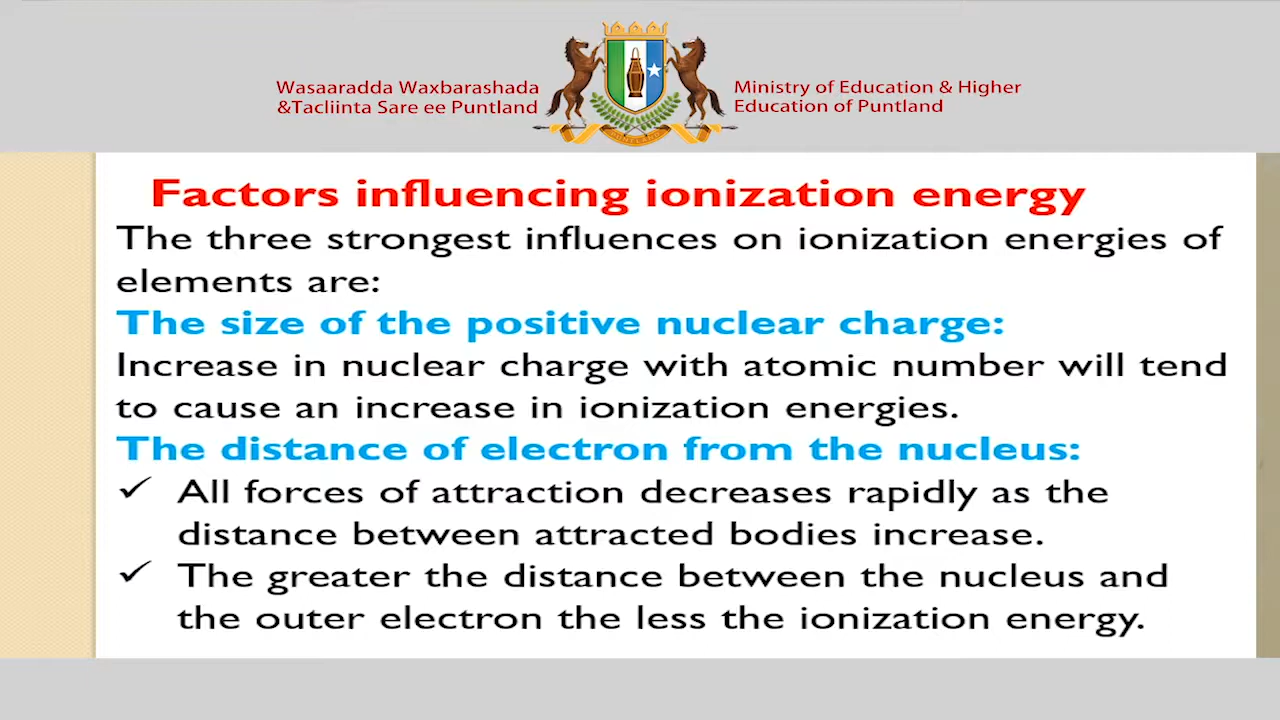 Wasaaradda Waxbarashada
&Tacliinta Sare ee Puntland
Ministry of Education & Higher
Education of Puntland
Factors influencing ionization energy
The three strongest influences on ionization energies of
elements are:
The size of the positive nuclear charge:
Increase in nuclear charge with atomic number will tend
to cause an increase in ionization energies.
The distance of electron from the nucleus:
✓ All forces of attraction decreases rapidly as the
distance between attracted bodies increase.
✓ The greater the distance between the nucleus and
the outer electron the less the ionization energy.